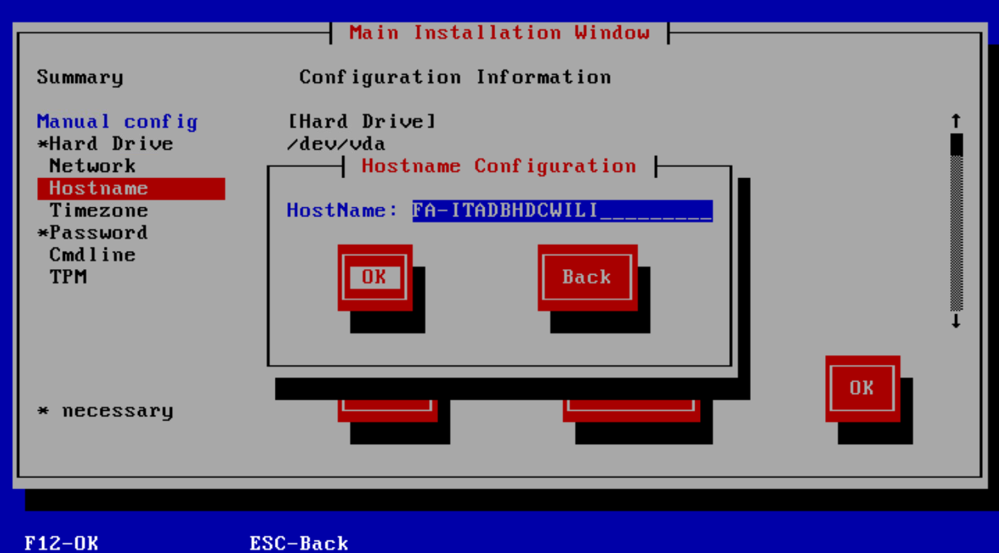 Main Installation Window
Summary Configuration Information
Manual config [Hard Drive]
*Hard Drive /dev/vda
Network
Hostname Configuration
Hostname
Timezone
HostName: FA-ITADBHDCWILI_________
*Password
Cmdline
TPM
OK Back
OK
* necessary
F12-OK ESC-Back